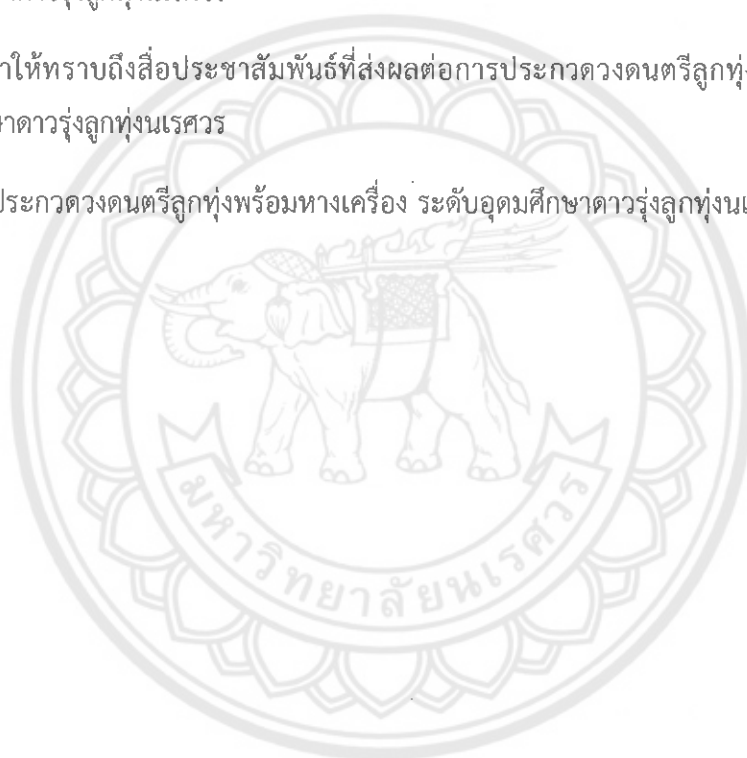 าให้ทราบถึงสื่อประชาสัมพันธ์ที่ส่งผลต่อการประกวดวงดนตรีลูกทุ่ง
ษาดาวรุ่งลูกทุ่งนเรศวร
ประกวดวงดนตรีลูกทุ่งพร้อมหางเครื่อง ระดับอุดมศึกษาดาวรุ่งลูกทุ่งนเ
มหาวิทยาลัยนเรศวร